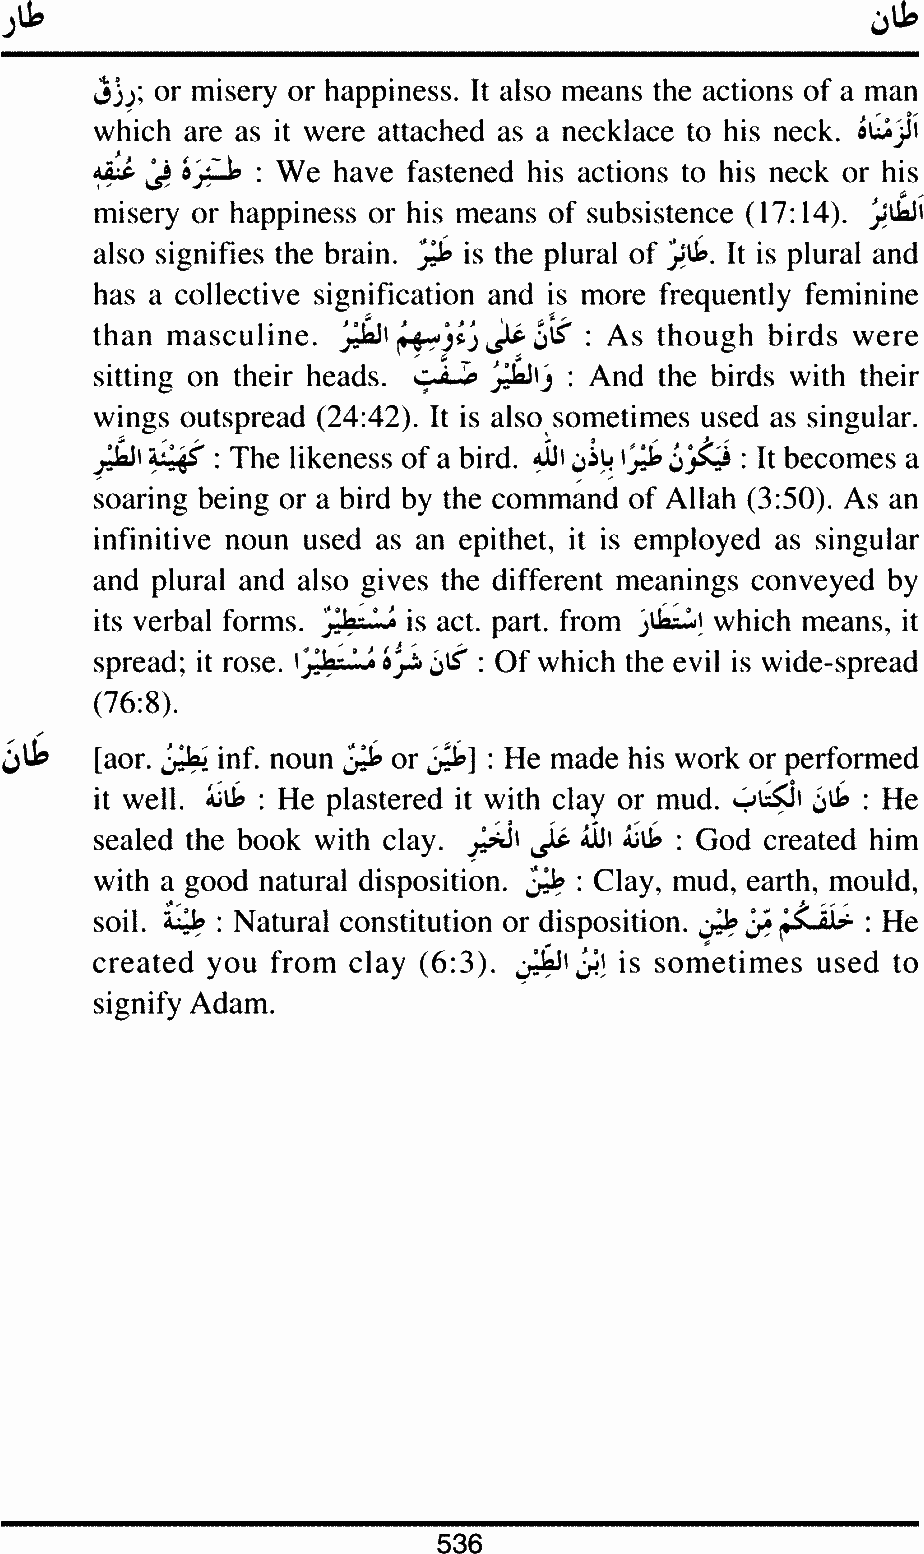 طار طان
رِزْقٌ; or misery or happiness. It also means the actions of a man
which are as it were attached as a necklace to his neck. اَلْزَمْنَاهُ
طٰٓئِرَهٗ فِیْ عُنُقِهٖ : We have fastened his actions to his neck or his
misery or happiness or his means of subsistence (17:14). اَلطَّائِرُ
also signifies the brain. طَیْرٌ is the plural of طَائِرٌ. It is plural and
has a collective signification and is more frequently feminine
than masculine. کَاَنَّ عَلٰی رُءُوْسِهِمُ الطَّیْرُ : As though birds were
sitting on their heads. وَالطَّیْرُ صٰٓفّٰتٍ : And the birds with their
wings outspread (24:42). It is also sometimes used as singular.
کَهَیْئَةِ الطَّیْرِ : The likeness of a bird. فَیَکُوْنُ طَیْرًا بِاِذْنِ اللّٰهِ : It becomes a
soaring being or a bird by the command of Allah (3:50). As an
infinitive noun used as an epithet, it is employed as singular
and plural and also gives the different meanings conveyed by
its verbal forms. مُسْتَطِیْرٌ is act. part. from اِسْتَطَارَ which means, it
spread; it rose. کَانَ شَرُّهٗ مُسْتَطِیْرًا : Of which the evil is wide-spread
(76:8).
طَانَ [aor. یَطِیْنُ inf. noun طَیْنٌ or طَیَّنَ] : He made his work or performed
it well. طَانَهٗ : He plastered it with clay or mud. طَانَ الْکِتَابَ : He
sealed the book with clay. طَانَهُ اللّٰهُ عَلَی الْخَیْرِ : God created him
with a good natural disposition. طِیْنٌ : Clay, mud, earth, mould,
soil. طِیْنَةٌ : Natural constitution or disposition. خَلَقَکُمْ مِّنْ طِیْنٍ : He
created you from clay (6:3). اِبْنُ الطِّیْنِ is sometimes used to
signify Adam.
536